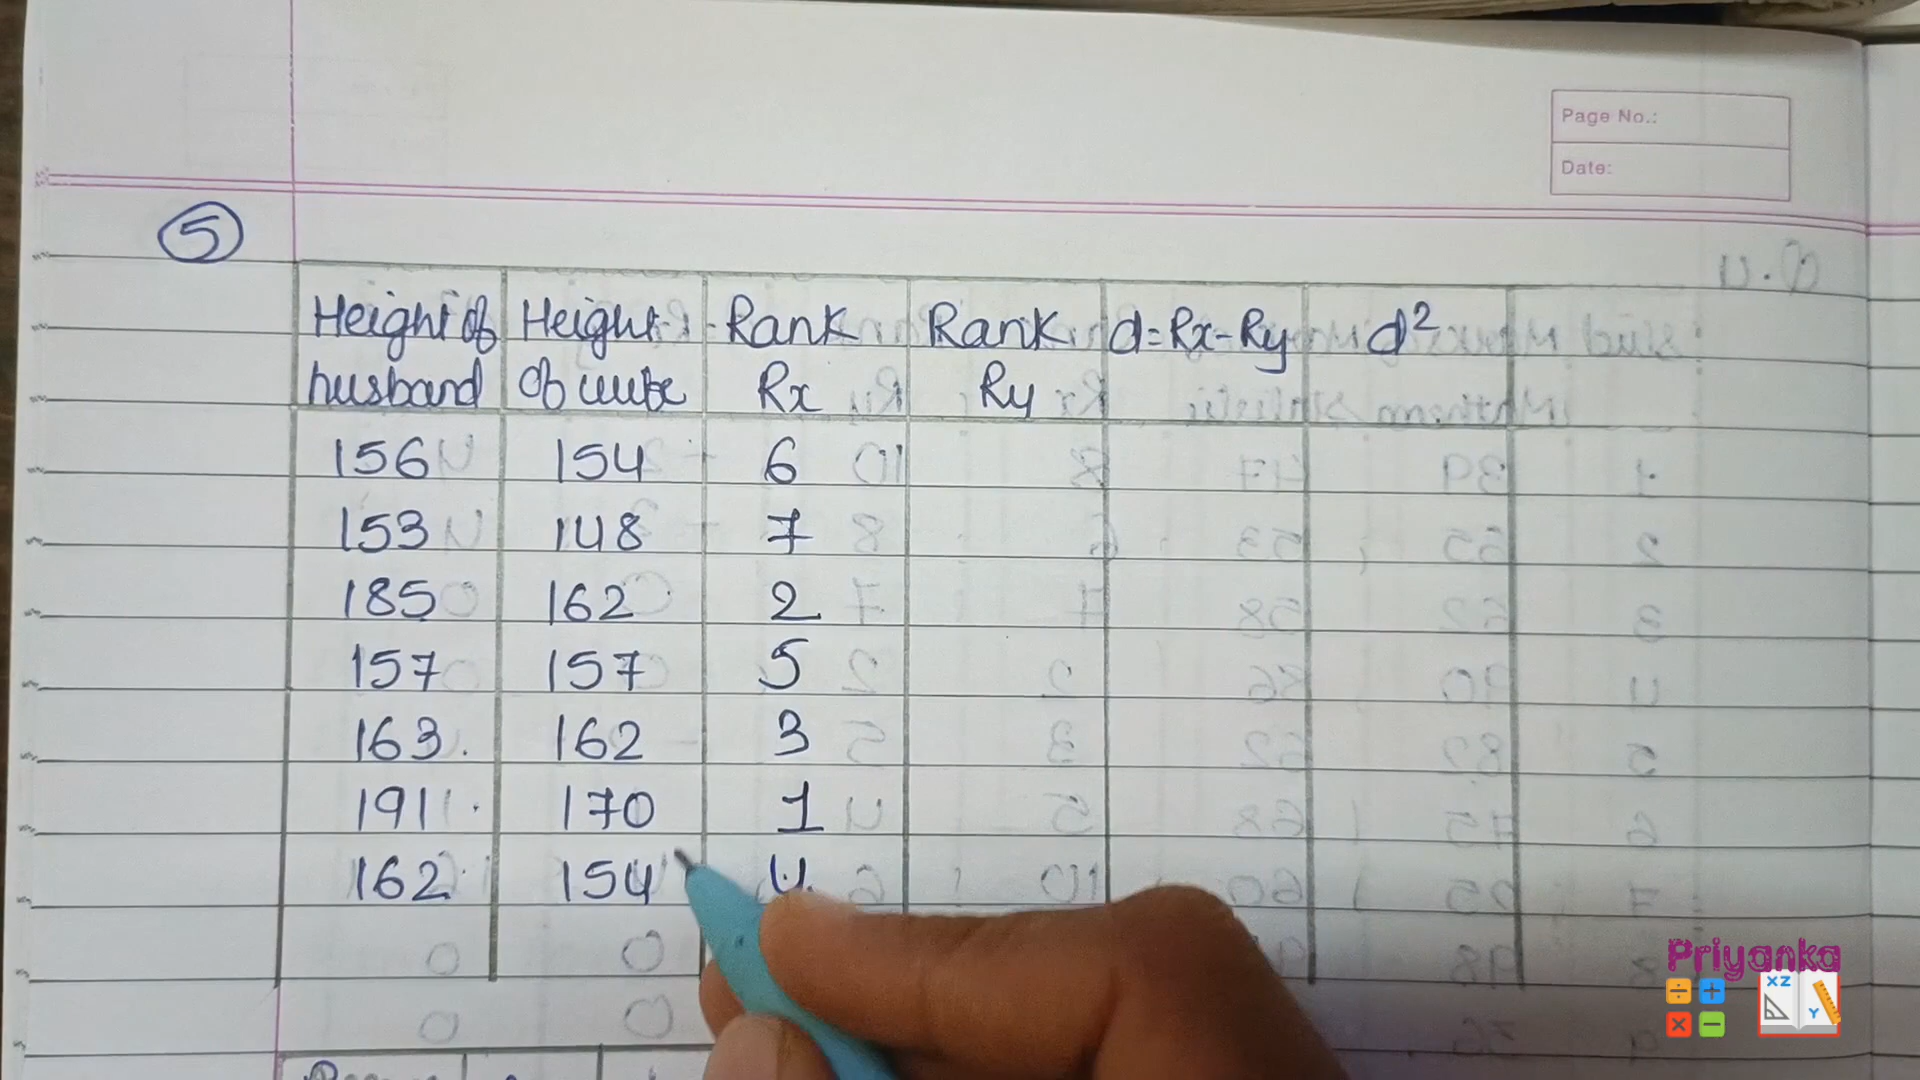 Page No.:
Date:
5
Height of husband Height of wife Rank Rx Rank Ry d=Rx-Ry d²
156 154 6
153 148 7
185 162 2
157 157 5
163. 162 3
191 170 1
162 154 4
Priyanka
XZ
Y